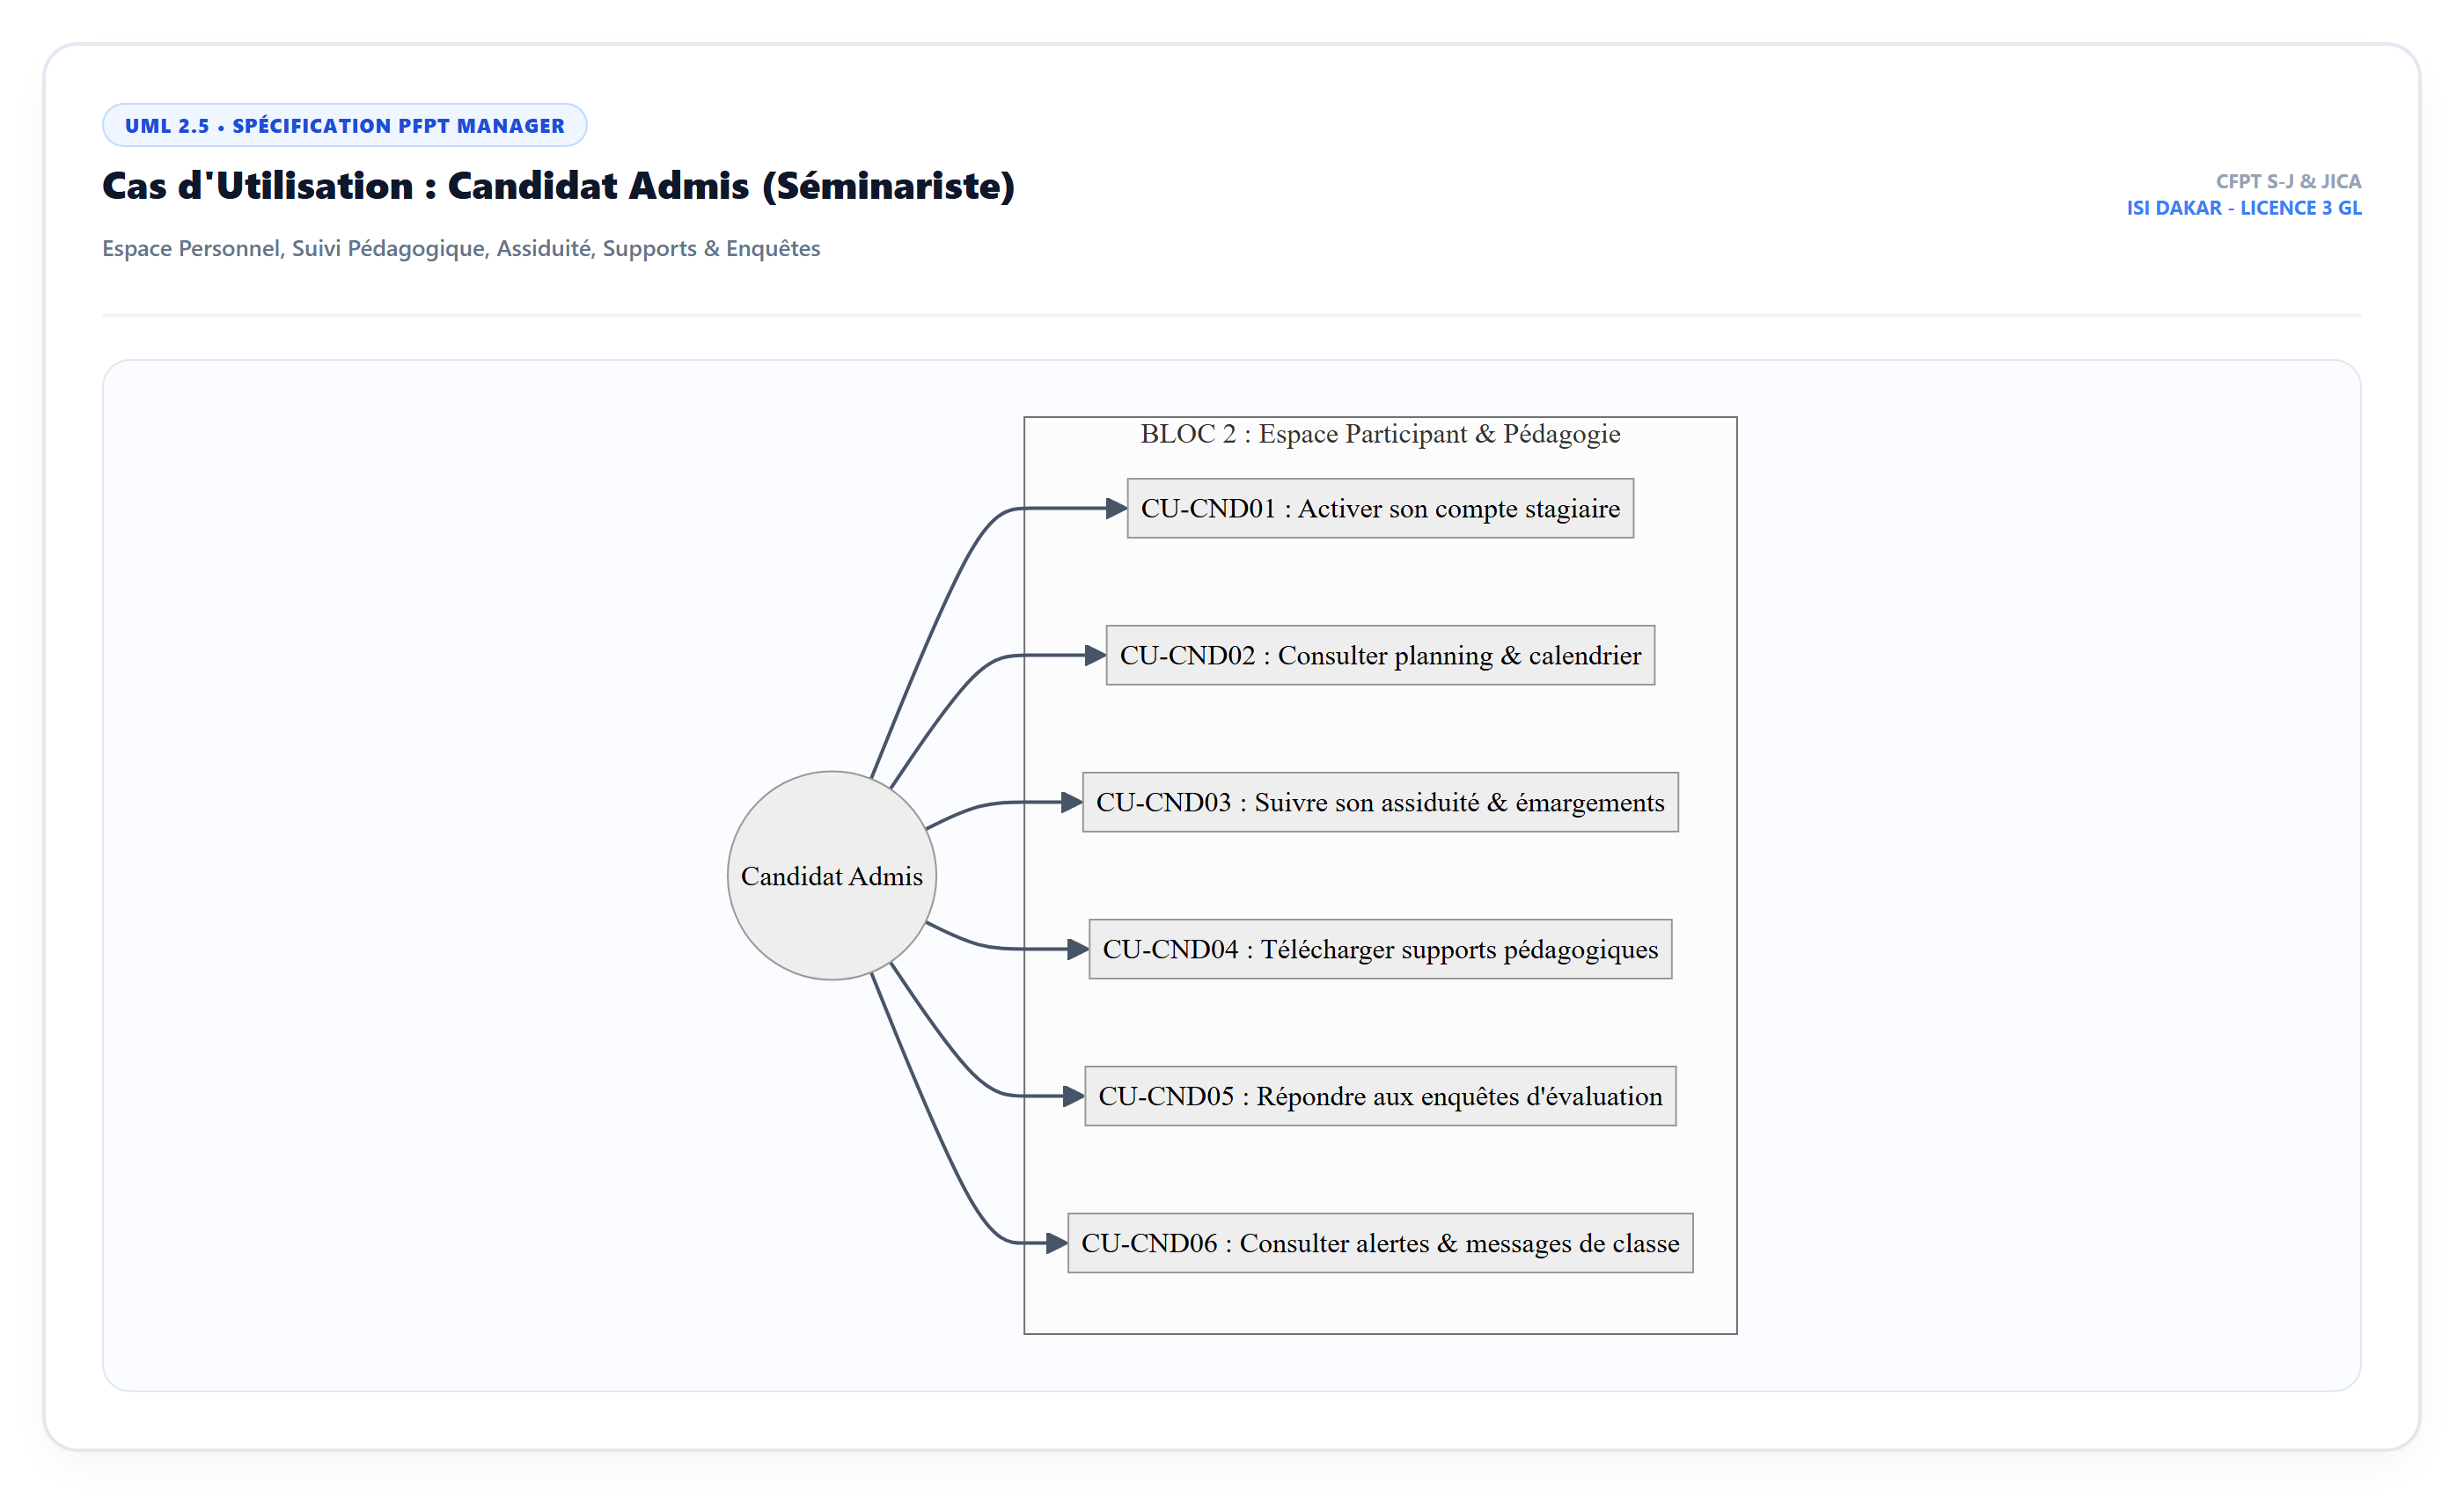 UML 2.5 • SPÉCIFICATION PFPT MANAGER
Cas d'Utilisation : Candidat Admis (Séminariste)
Espace Personnel, Suivi Pédagogique, Assiduité, Supports & Enquêtes
CFPT S-J & JICA
ISI DAKAR - LICENCE 3 GL
BLOC 2 : Espace Participant & Pédagogie
CU-CND01 : Activer son compte stagiaire
CU-CND02 : Consulter planning & calendrier
CU-CND03 : Suivre son assiduité & émargements
Candidat Admis
CU-CND04 : Télécharger supports pédagogiques
CU-CND05 : Répondre aux enquêtes d'évaluation
CU-CND06 : Consulter alertes & messages de classe